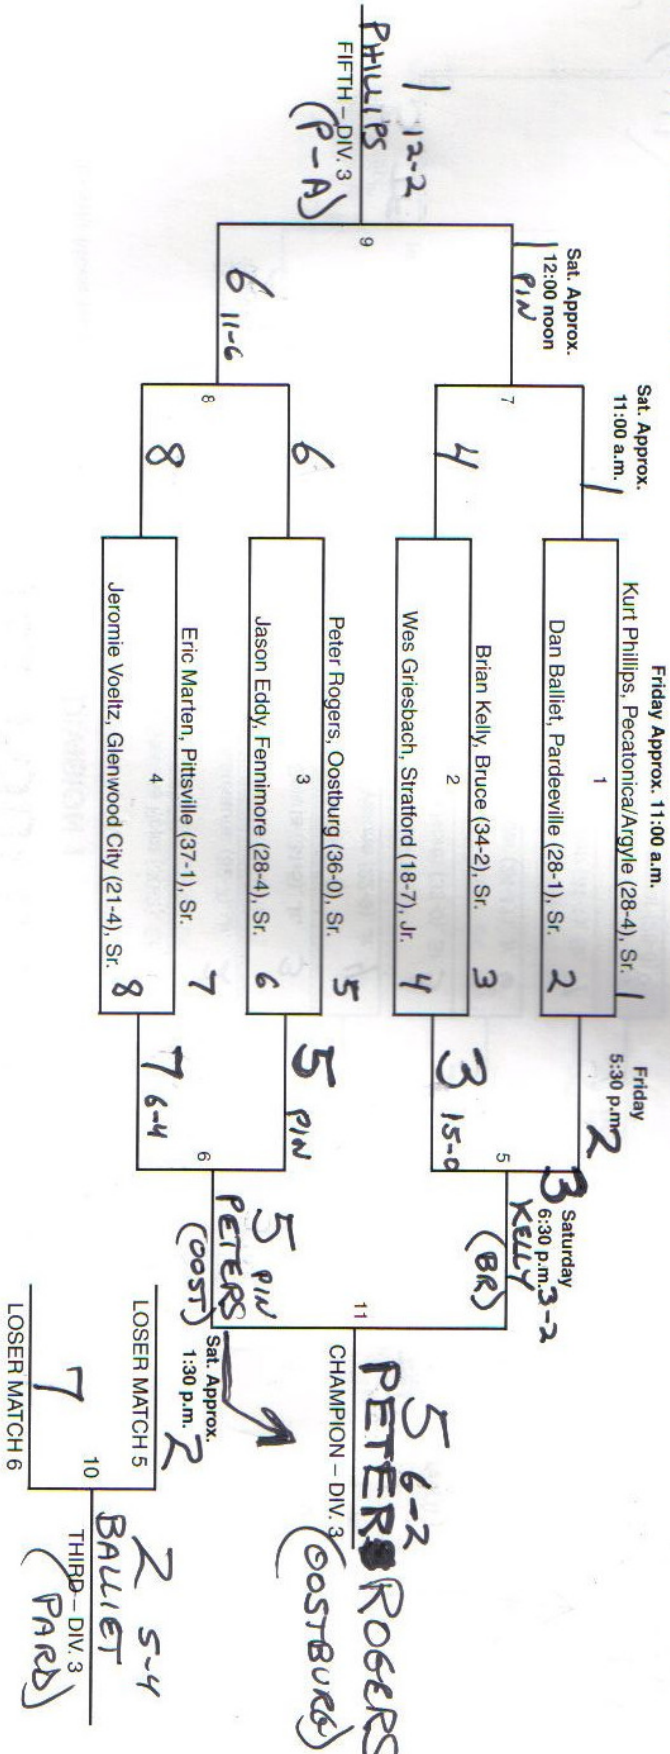 Friday Approx. 11:00 a.m.
Sat. Approx.
11:00 a.m.
Sat. Approx.
12:00 noon
Friday
5:30 p.m.
Saturday
6:30 p.m.
Kurt Phillips, Pecatonica/Argyle (28-4), Sr. 1
1
Dan Balliet, Pardeeville (28-1), Sr. 2
Brian Kelly, Bruce (34-2), Sr. 3
2
Wes Griesbach, Stratford (18-7), Jr. 4
Peter Rogers, Oostburg (36-0), Sr. 5
3
Jason Eddy, Fennimore (28-4), Sr. 6
Eric Marten, Pittsville (37-1), Sr. 7
4
Jeromie Voeltz, Glenwood City (21-4), Sr. 8
1
4
6
8
7
1 PIN
8
6 11-6
9
1 12-2
PHILLIPS
FIFTH – DIV. 3
(P-A)
2
3 15-0
5 PIN
7 6-4
5
3
KELLY 3-2
(BR)
6
5 PIN
PETERS
(OOST)
11
5 6-2
PETER ROGERS
CHAMPION – DIV. 3
(OOSTBURG)
Sat. Approx.
1:30 p.m.
2
LOSER MATCH 5
10
7
LOSER MATCH 6
2 5-4
BALLIET
THIRD – DIV. 3
(PARD)